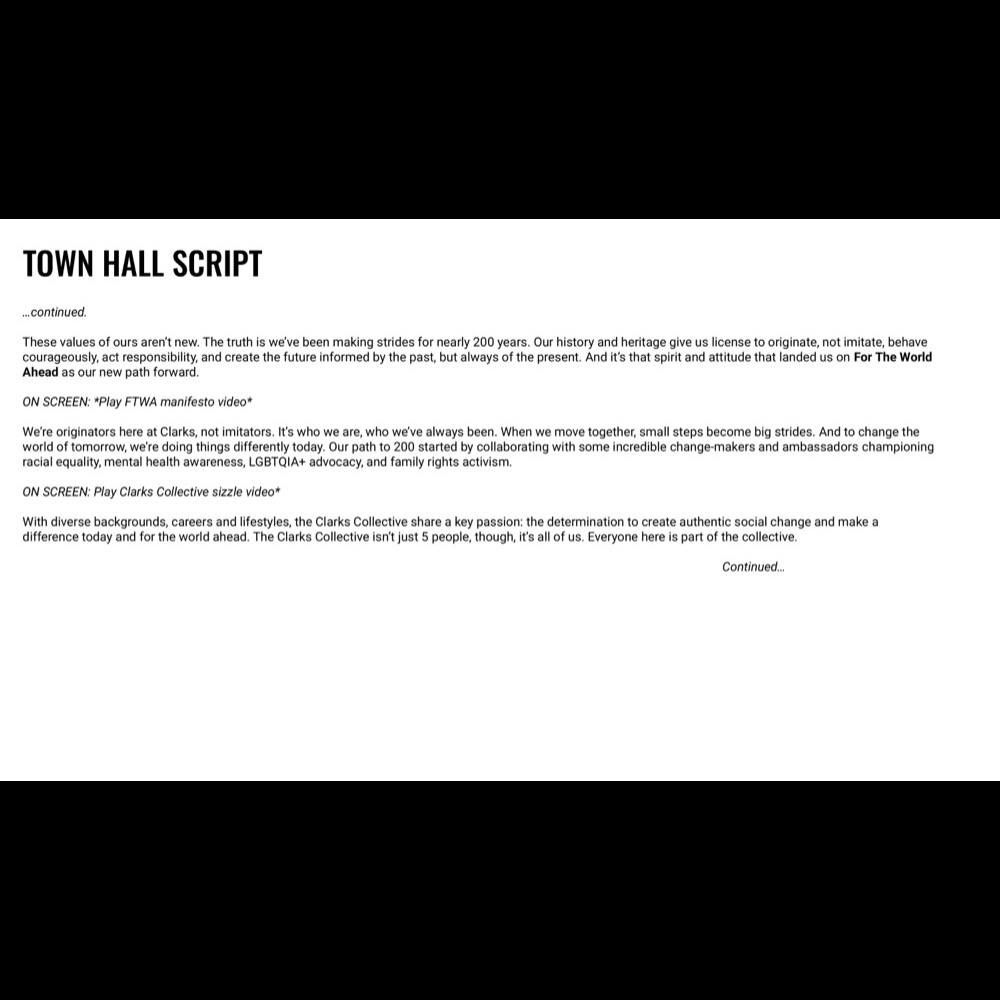 TOWN HALL SCRIPT
...continued.
These values of ours aren't new. The truth is we've been making strides for nearly 200 years. Our history and heritage give us license to originate, not imitate, behave
courageously, act responsibility, and create the future informed by the past, but always of the present. And it's that spirit and attitude that landed us on For The World
Ahead as our new path forward.
ON SCREEN: *Play FTWA manifesto video*
We're originators here at Clarks, not imitators. It's who we are, who we've always been. When we move together, small steps become big strides. And to change the
world of tomorrow, we're doing things differently today. Our path to 200 started by collaborating with some incredible change-makers and ambassadors championing
racial equality, mental health awareness, LGBTQIA+ advocacy, and family rights activism.
ON SCREEN: Play Clarks Collective sizzle video*
With diverse backgrounds, careers and lifestyles, the Clarks Collective share a key passion: the determination to create authentic social change and make a
difference today and for the world ahead. The Clarks Collective isn't just 5 people, though, it's all of us. Everyone here is part of the collective.
Continued...